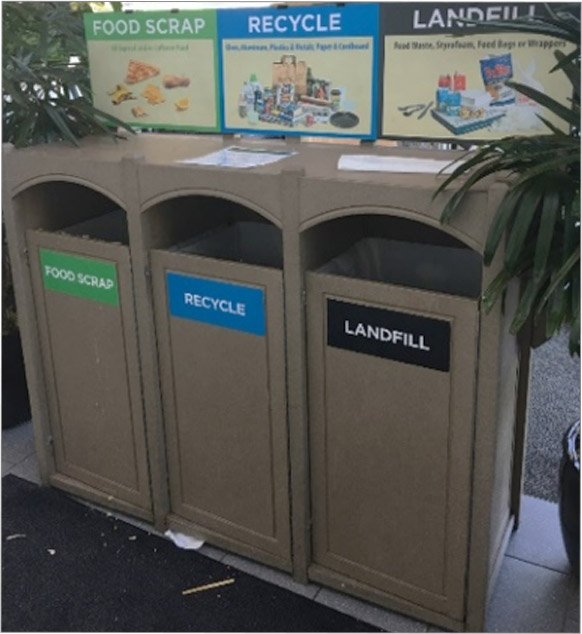 FOOD SCRAP
RECYCLE
LANDFILL
Glass, Aluminum, Plastics & Metals, Paper & Cardboard
Food Waste, Styrofoam, Food Bags or Wrappers
FOOD SCRAP
RECYCLE
LANDFILL